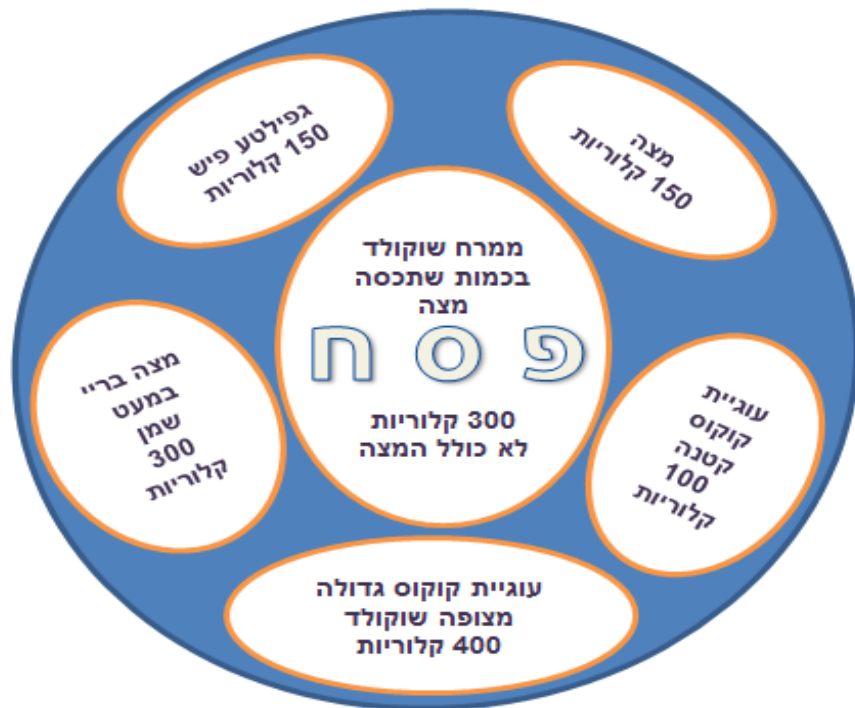 מצה
150 קלוריות
גפילטע פיש
150 קלוריות
ממרח שוקולד
בכמות שתכסה
מצה
פסח
300 קלוריות
לא כולל המצה
עוגיית
קוקוס
קטנה
100
קלוריות
מצה בריי
במעט
שמן
300
קלוריות
עוגיית קוקוס גדולה
מצופה שוקולד
400 קלוריות